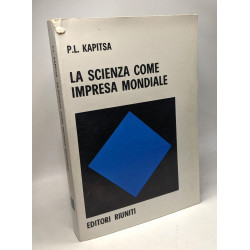 P.L. KAPITSA
LA SCIENZA COME
IMPRESA MONDIALE
EDITORI RIUNITI